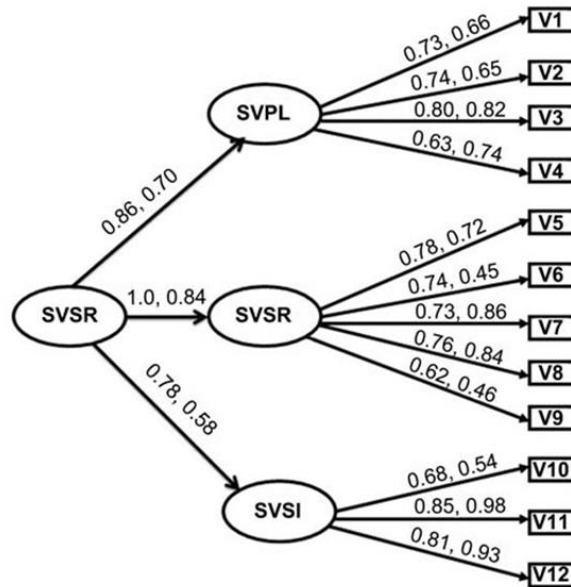 V1
0.73, 0.66
V2
0.74, 0.65
SVPL
0.80, 0.82
V3
0.63, 0.74
V4
0.86, 0.70
V5
0.78, 0.72
0.74, 0.45
V6
SVSR
1.0, 0.84
SVSR
0.73, 0.86
V7
0.76, 0.84
V8
0.62, 0.46
V9
0.78, 0.58
V10
0.68, 0.54
SVSI
0.85, 0.98
V11
0.81, 0.93
V12